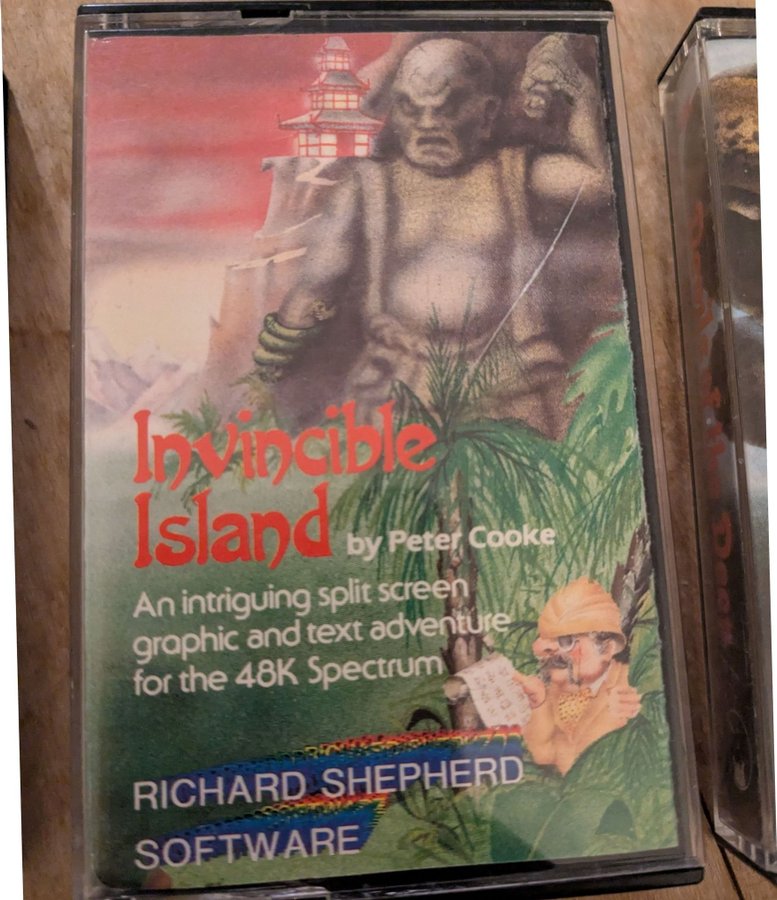 Invincible
Island by Peter Cooke
An intriguing split screen
graphic and text adventure
for the 48K Spectrum
RICHARD SHEPHERD
SOFTWARE